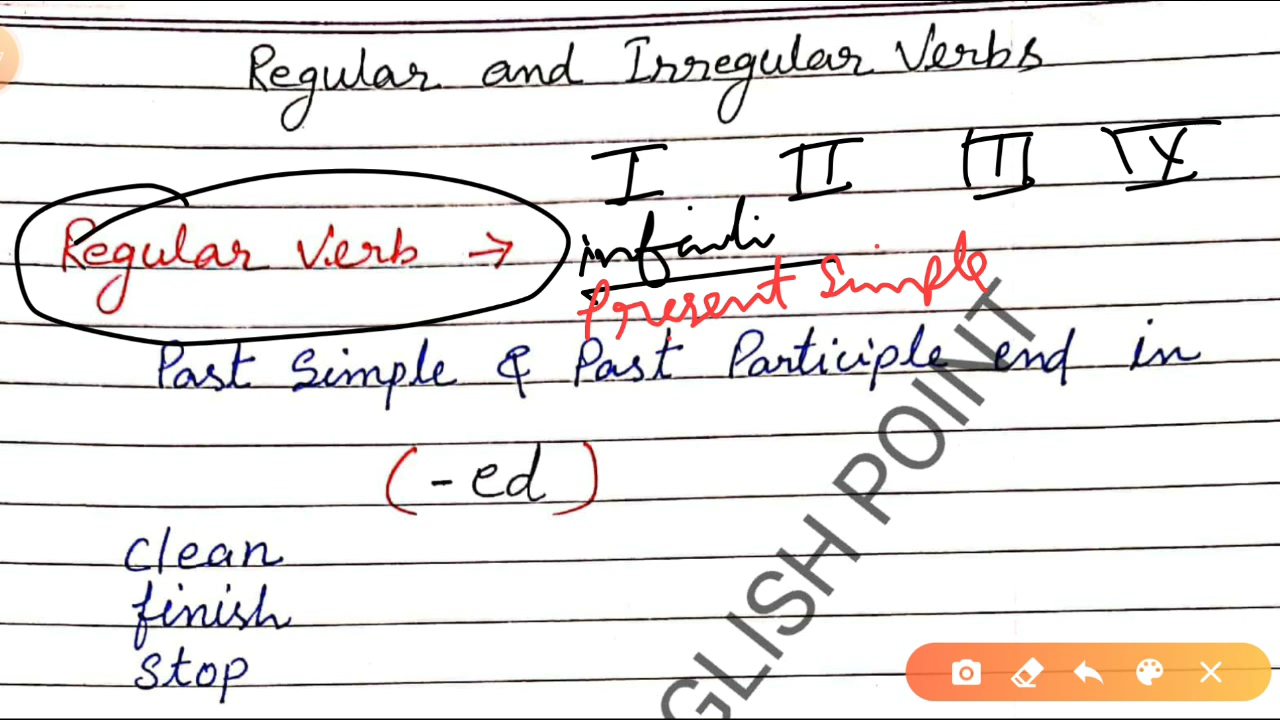 Regular and Irregular Verbs
I II III IV
Regular Verb → infiniti
Present Simple
Past Simple & Past Participle end in
(-ed)
clean
finish
stop
GLISH POINT